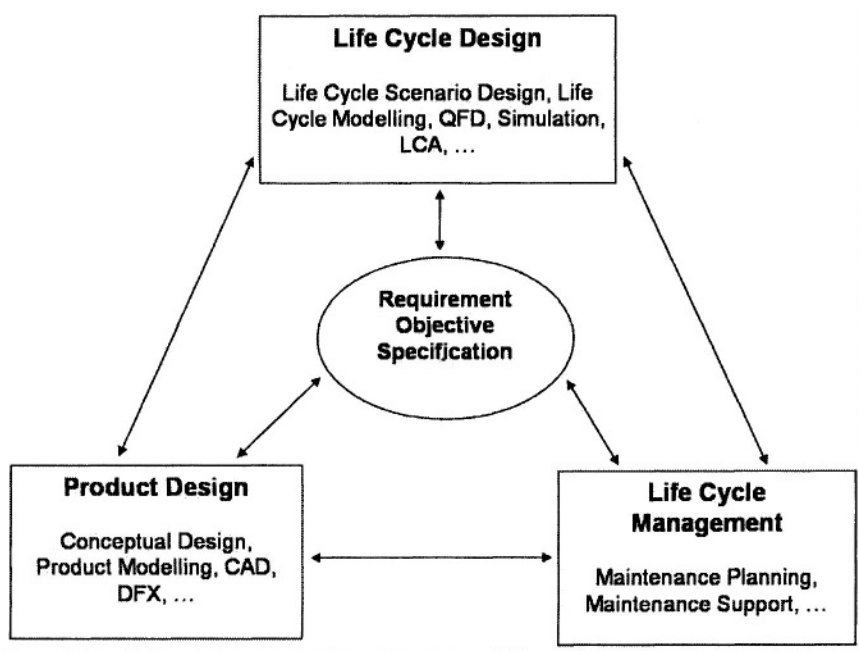 Life Cycle Design
Life Cycle Scenario Design, Life
Cycle Modelling, QFD, Simulation,
LCA, ...
Requirement
Objective
Specification
Product Design
Conceptual Design,
Product Modelling, CAD,
DFX, ...
Life Cycle
Management
Maintenance Planning,
Maintenance Support, ...